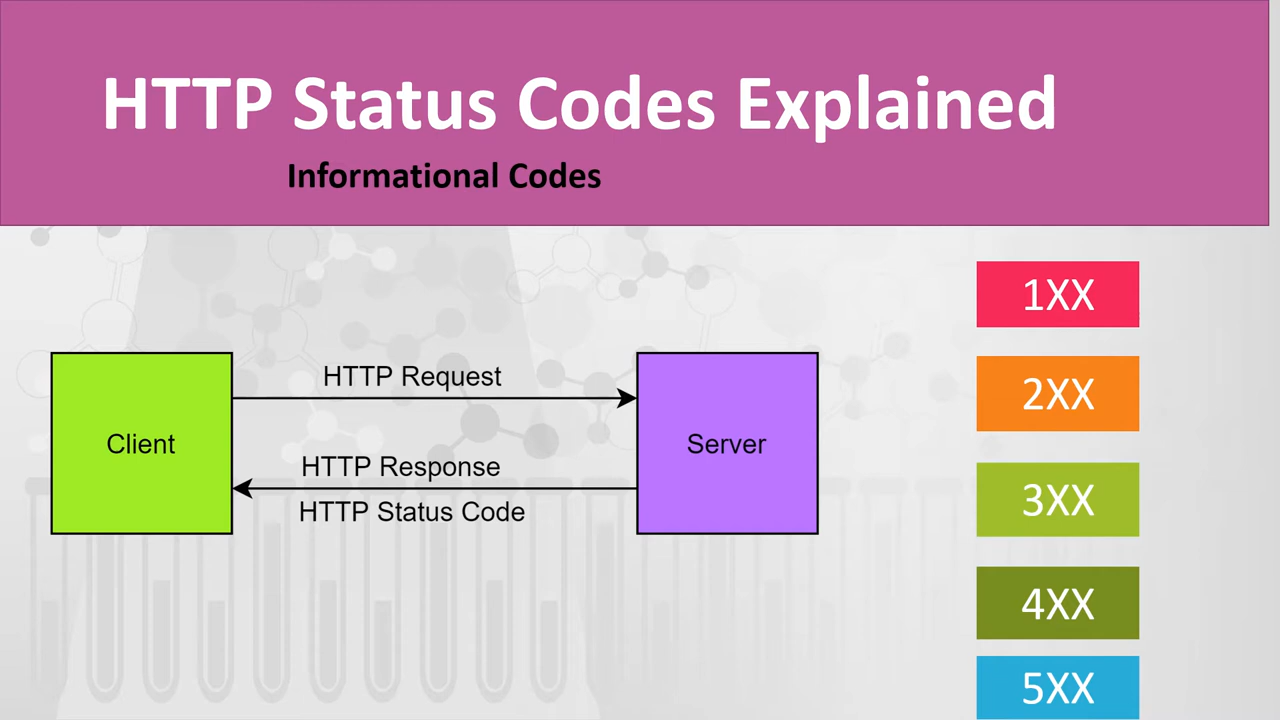 HTTP Status Codes Explained
Informational Codes
HTTP Request
Client
Server
HTTP Response
HTTP Status Code
1XX
2XX
3XX
4XX
5XX